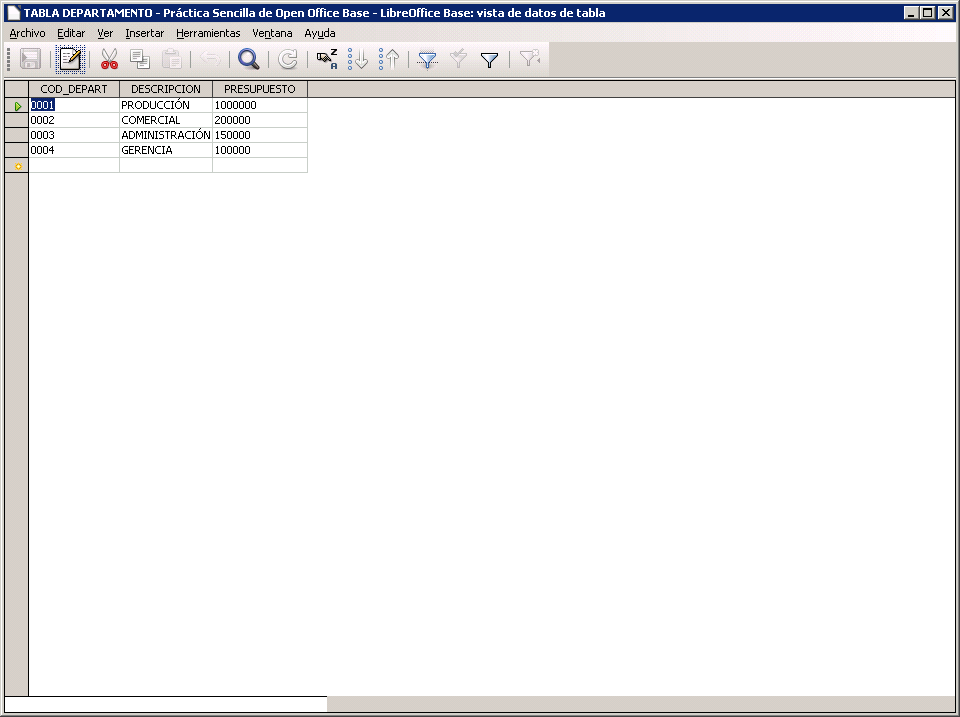 TABLA DEPARTAMENTO - Práctica Sencilla de Open Office Base - LibreOffice Base: vista de datos de tabla
Archivo Editar Ver Insertar Herramientas Ventana Ayuda
COD_DEPART DESCRIPCION PRESUPUESTO
0001 PRODUCCIÓN 1000000
0002 COMERCIAL 200000
0003 ADMINISTRACIÓN 150000
0004 GERENCIA 100000